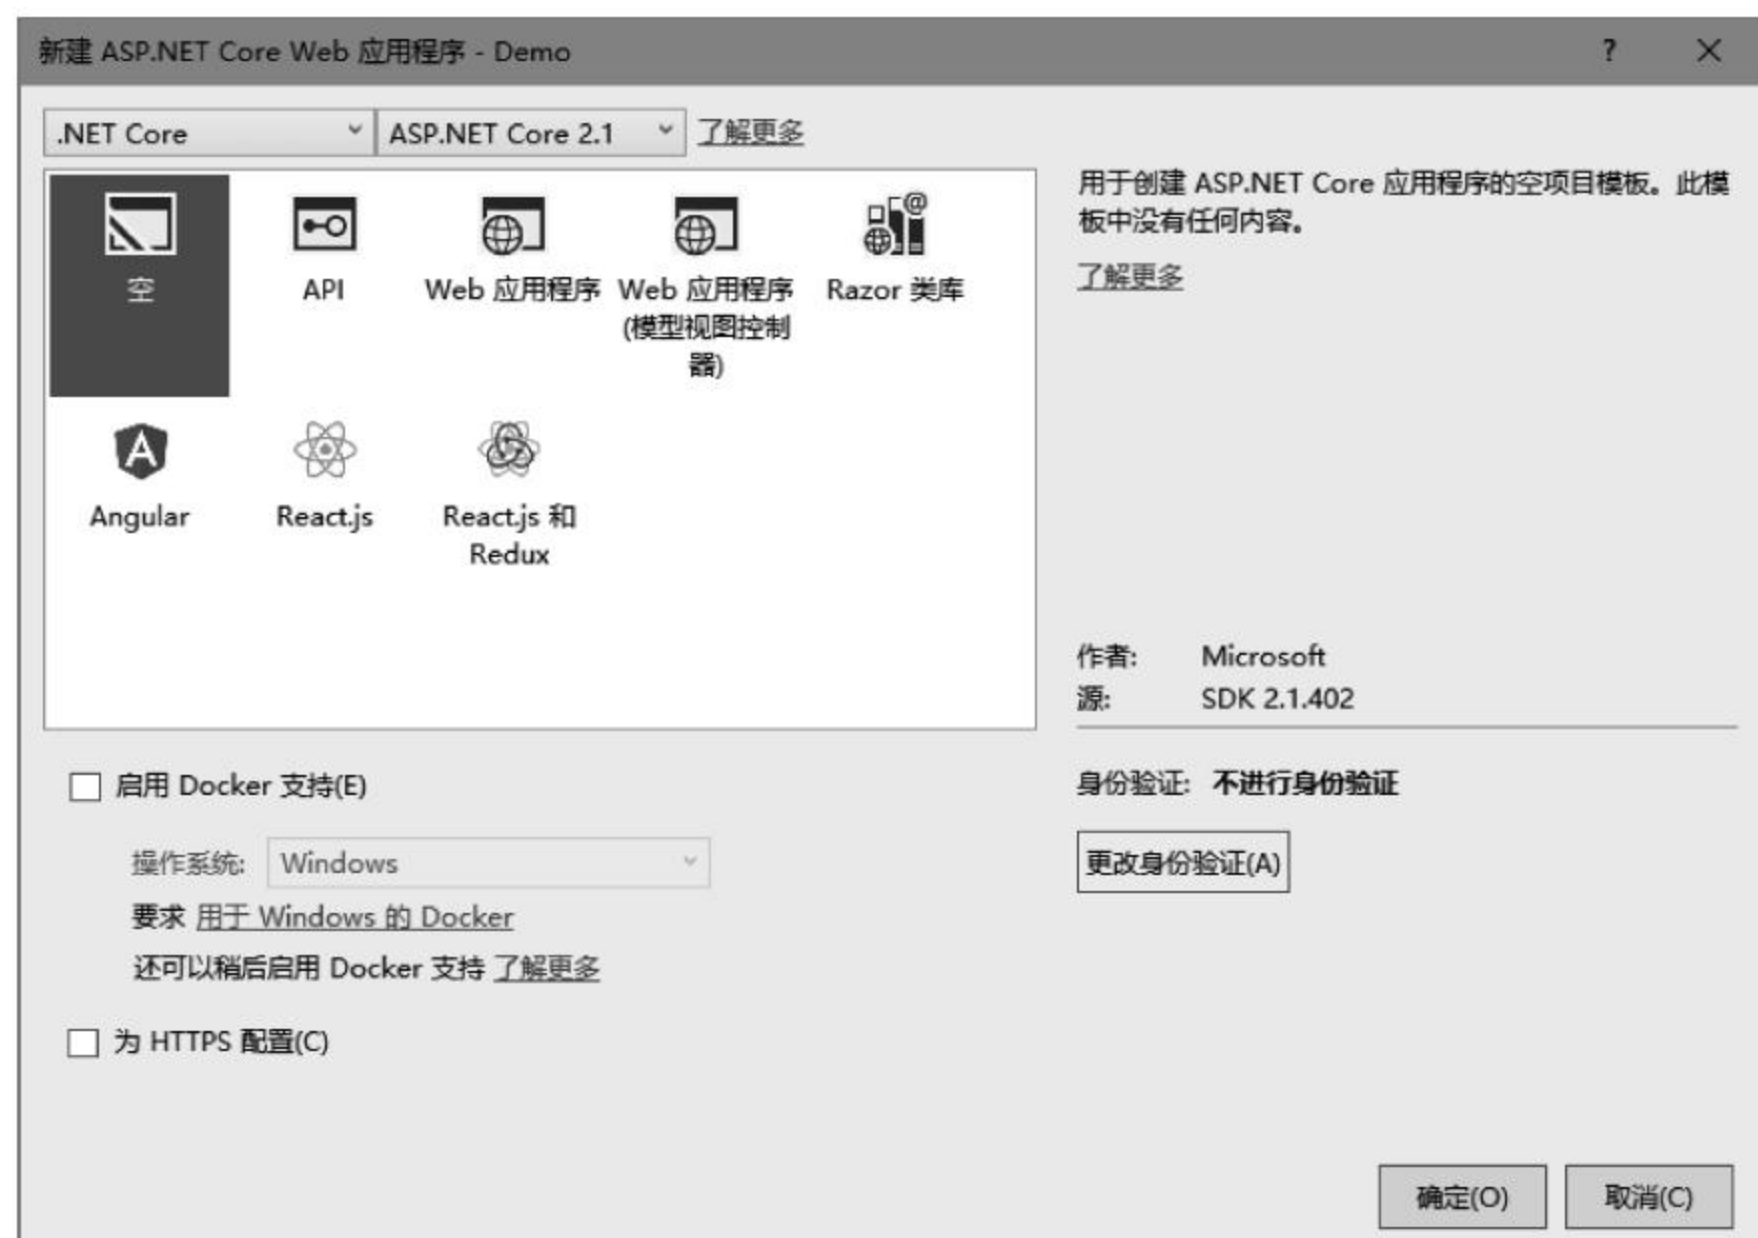 新建 ASP.NET Core Web 应用程序 - Demo
?
.NET Core
ASP.NET Core 2.1
了解更多
空
API
Web 应用程序
Web 应用程序
(模型视图控制
器)
Razor 类库
Angular
React.js
React.js 和
Redux
用于创建 ASP.NET Core 应用程序的空项目模板。此模
板中没有任何内容。
了解更多
作者: Microsoft
源: SDK 2.1.402
启用 Docker 支持(E)
操作系统: Windows
要求 用于 Windows 的 Docker
还可以稍后启用 Docker 支持 了解更多
为 HTTPS 配置(C)
身份验证: 不进行身份验证
更改身份验证(A)
确定(O)
取消(C)